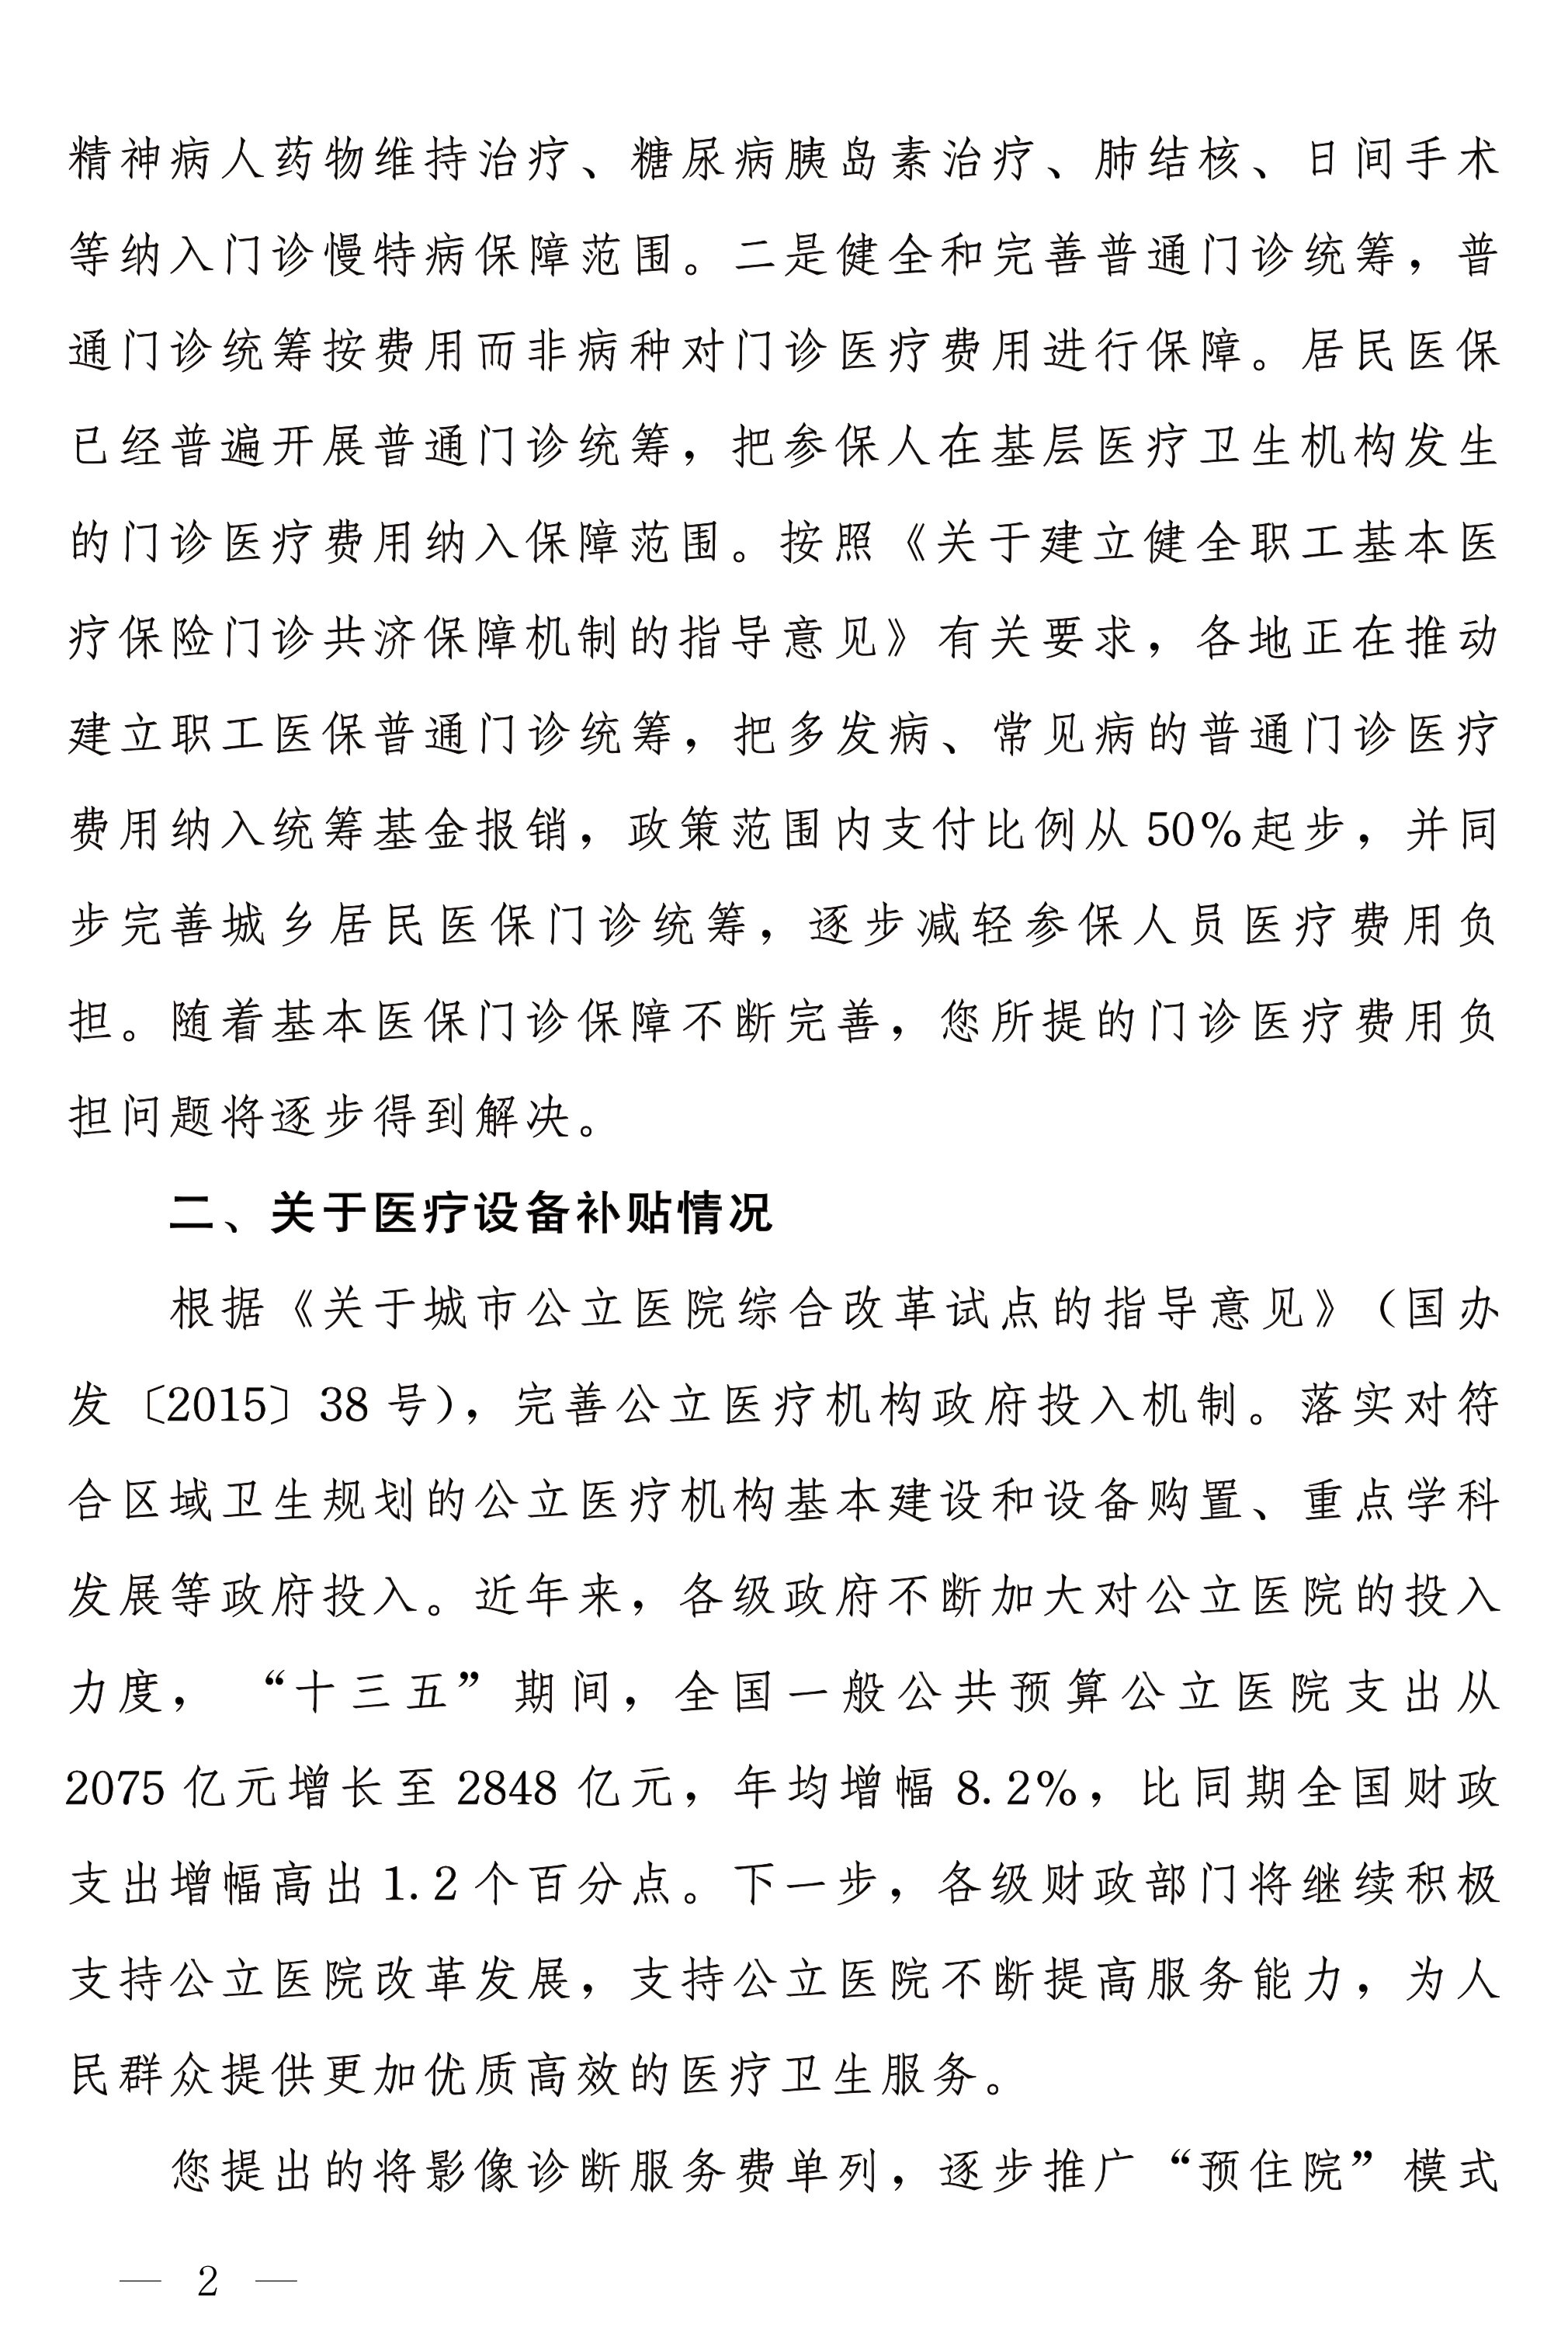 精神病人药物维持治疗、糖尿病胰岛素治疗、肺结核、日间手术
等纳入门诊慢特病保障范围。二是健全和完善普通门诊统筹，普
通门诊统筹按费用而非病种对门诊医疗费用进行保障。居民医保
已经普遍开展普通门诊统筹，把参保人在基层医疗卫生机构发生
的门诊医疗费用纳入保障范围。按照《关于建立健全职工基本医
疗保险门诊共济保障机制的指导意见》有关要求，各地正在推动
建立职工医保普通门诊统筹，把多发病、常见病的普通门诊医疗
费用纳入统筹基金报销，政策范围内支付比例从 50%起步，并同
步完善城乡居民医保门诊统筹，逐步减轻参保人员医疗费用负
担。随着基本医保门诊保障不断完善，您所提的门诊医疗费用负
担问题将逐步得到解决。
二、关于医疗设备补贴情况
根据《关于城市公立医院综合改革试点的指导意见》（国办
发〔2015〕38 号），完善公立医疗机构政府投入机制。落实对符
合区域卫生规划的公立医疗机构基本建设和设备购置、重点学科
发展等政府投入。近年来，各级政府不断加大对公立医院的投入
力度，“十三五”期间，全国一般公共预算公立医院支出从
2075 亿元增长至 2848 亿元，年均增幅 8.2%，比同期全国财政
支出增幅高出 1.2 个百分点。下一步，各级财政部门将继续积极
支持公立医院改革发展，支持公立医院不断提高服务能力，为人
民群众提供更加优质高效的医疗卫生服务。
您提出的将影像诊断服务费单列，逐步推广“预住院”模式
— 2 —